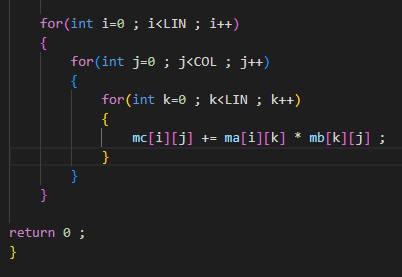 for(int i=0 ; i<LIN ; i++)
{
for(int j=0 ; j<COL ; j++)
{
for(int k=0 ; k<LIN ; k++)
{
mc[i][j] += ma[i][k] * mb[k][j] ;
}
}
}
return 0 ;
}